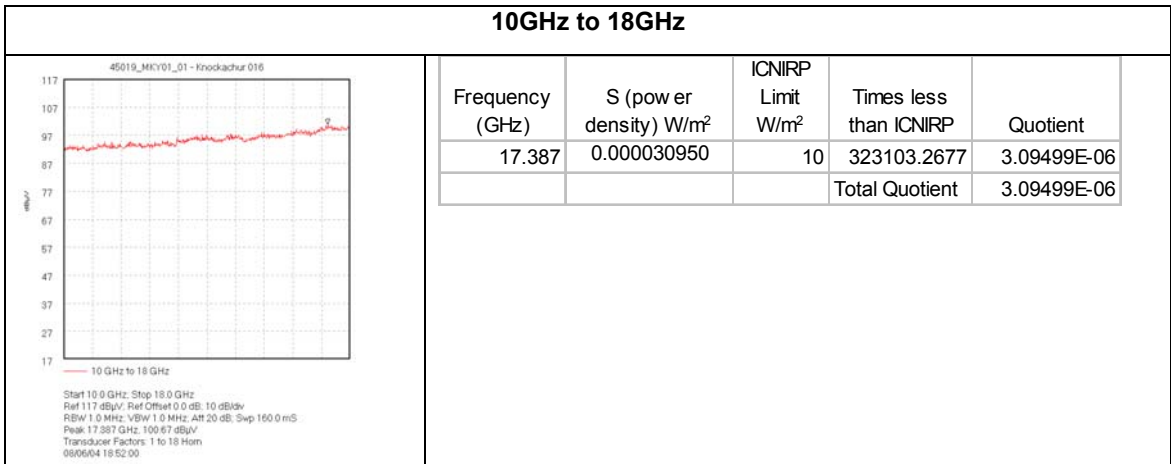 10GHz to 18GHz
45019_MKY01_01 - Knockachur 016
117
107
97
87
77
67
57
47
37
27
17
dBµV
10 GHz to 18 GHz
Start 10.0 GHz; Stop 18.0 GHz
Ref 117 dBµV; Ref Offset 0.0 dB; 10 dB/div
RBW 1.0 MHz; VBW 1.0 MHz; Att 20 dB; Swp 160.0 mS
Peak 17.387 GHz, 100.67 dBµV
Transducer Factors: 1 to 18 Horn
08/06/04 18:52:00
Frequency (GHz) S (pow er density) W/m² ICNIRP Limit W/m² Times less than ICNIRP Quotient
17.387 0.000030950 10 323103.2677 3.09499E-06
Total Quotient 3.09499E-06